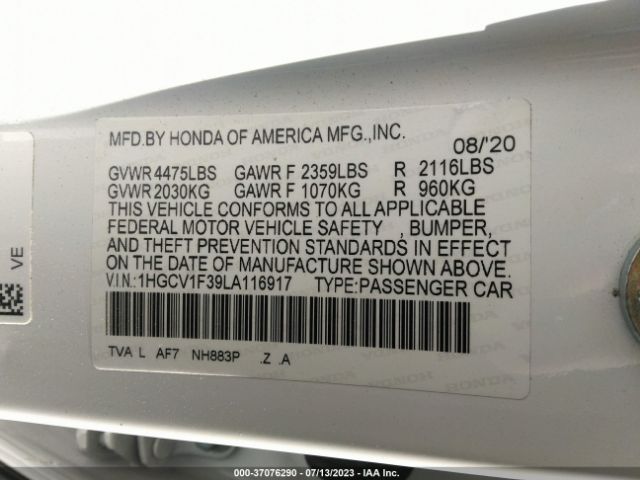 MFD.BY HONDA OF AMERICA MFG.,INC. 08/'20
GVWR 4475LBS GAWR F 2359LBS R 2116LBS
GVWR 2030KG GAWR F 1070KG R 960KG
THIS VEHICLE CONFORMS TO ALL APPLICABLE
FEDERAL MOTOR VEHICLE SAFETY , BUMPER,
AND THEFT PREVENTION STANDARDS IN EFFECT
ON THE DATE OF MANUFACTURE SHOWN ABOVE.
VIN:1HGCV1F39LA116917 TYPE:PASSENGER CAR
TVA L AF7 NH883P .Z .A
VE
000-37076290 - 07/13/2023 - IAA Inc.